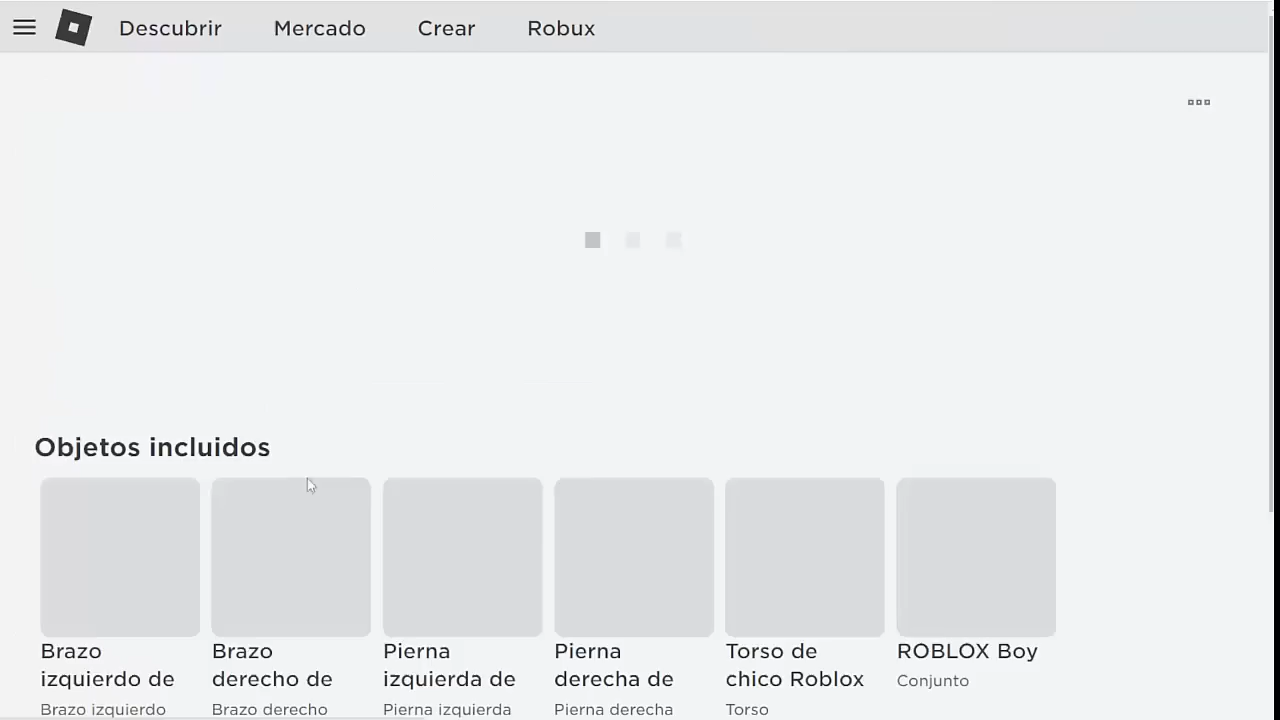 Descubrir Mercado Crear Robux
Objetos incluidos
Brazo izquierdo de
Brazo izquierdo
Brazo derecho de
Brazo derecho
Pierna izquierda de
Pierna izquierda
Pierna derecha de
Pierna derecha
Torso de chico Roblox
Torso
ROBLOX Boy
Conjunto